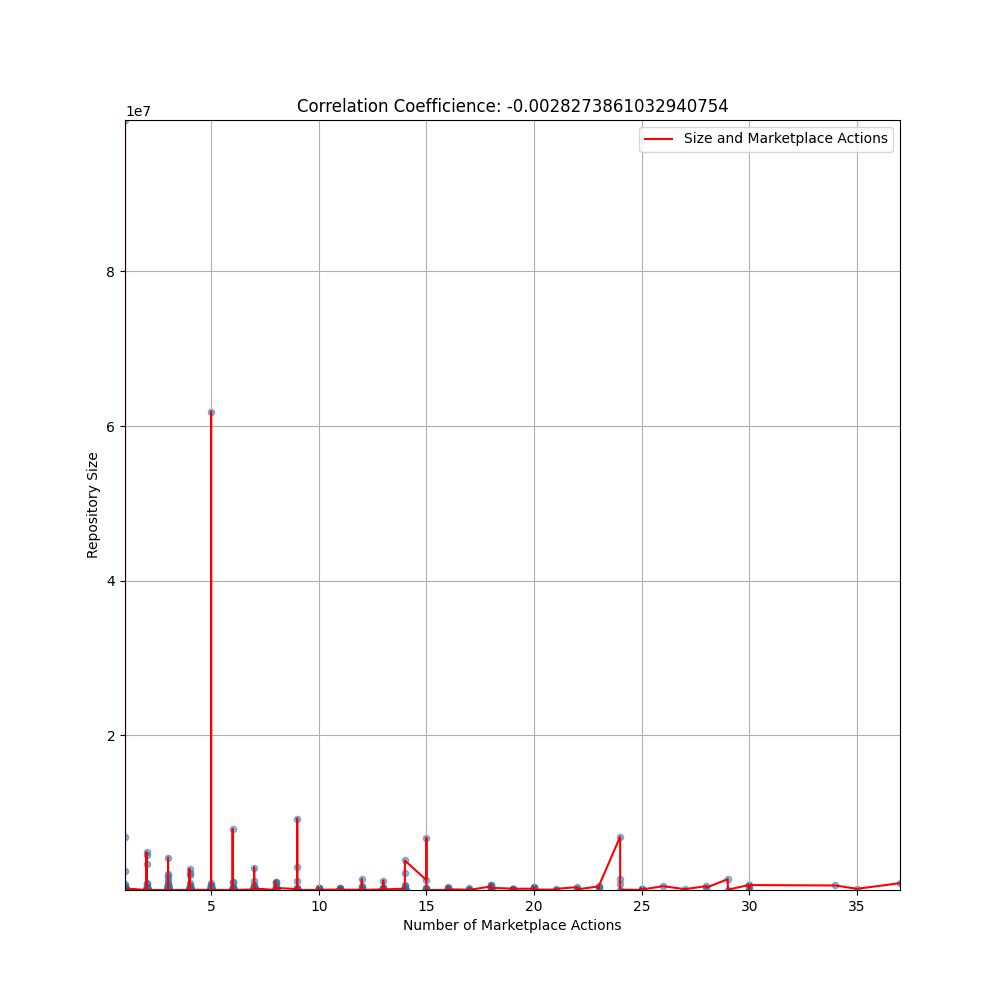 Correlation Coefficience: -0.0028273861032940754
1e7
Size and Marketplace Actions
8
6
4
2
Repository Size
5 10 15 20 25 30 35
Number of Marketplace Actions